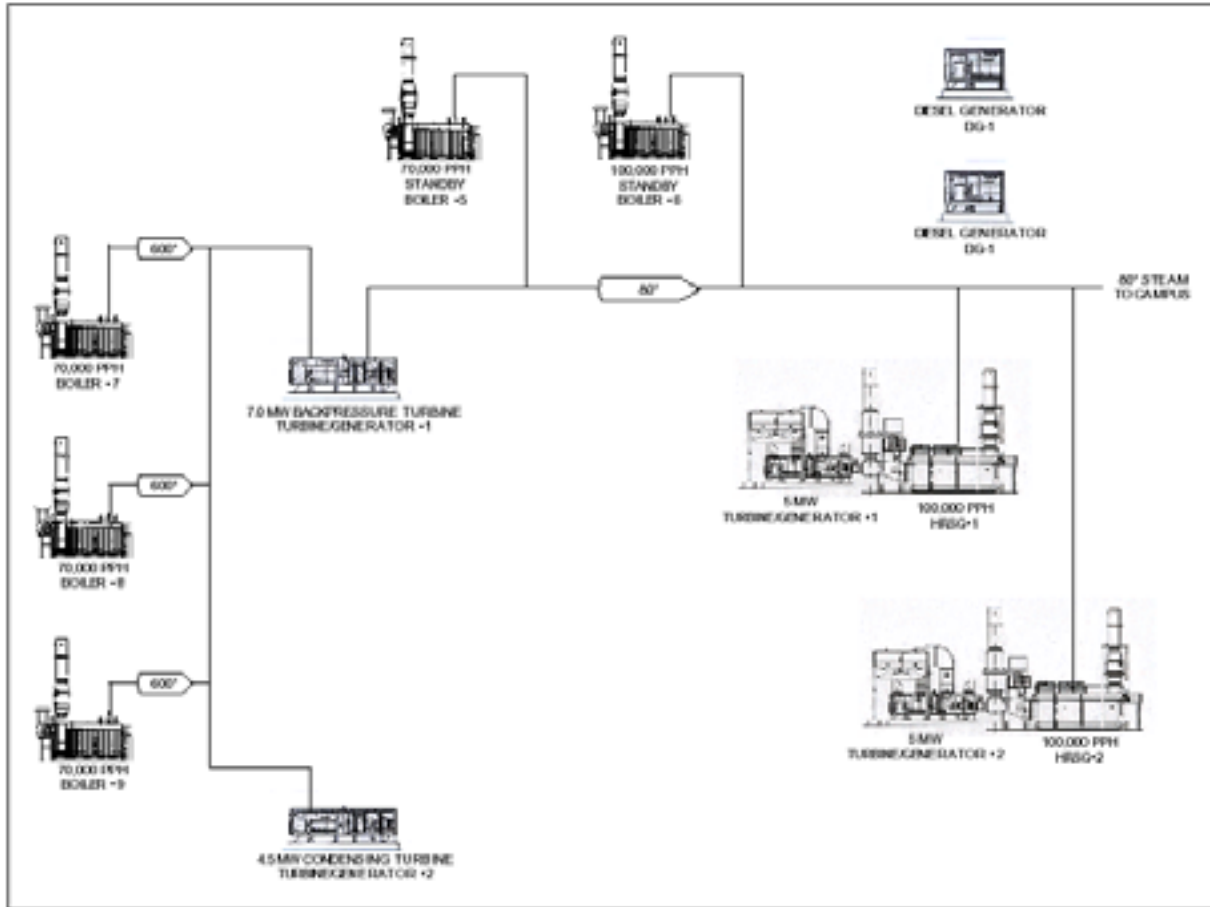 70,000 PPH
STANDBY
BOILER #5
100,000 PPH
STANDBY
BOILER #6
DIESEL GENERATOR
DG-1
DIESEL GENERATOR
DG-1
600#
70,000 PPH
BOILER #7
80#
80# STEAM
TO CAMPUS
7.0 MW BACKPRESSURE TURBINE
TURBINE/GENERATOR #1
600#
70,000 PPH
BOILER #8
5 MW
TURBINE/GENERATOR #1
100,000 PPH
HRSG#1
600#
70,000 PPH
BOILER #9
5 MW
TURBINE/GENERATOR #2
100,000 PPH
HRSG#2
4.5 MW CONDENSING TURBINE
TURBINE/GENERATOR #2